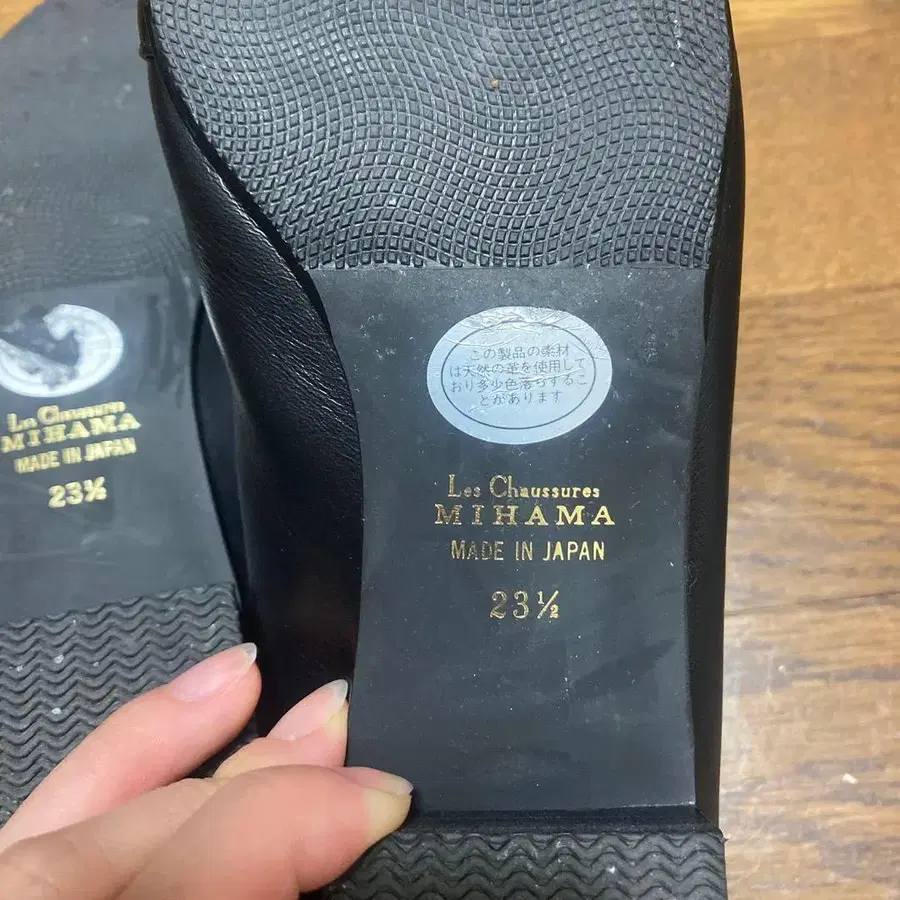 この製品の素材
は天然の革を使用して
おり多少色落ちするこ
とがあります
Les Chaussures
MIHAMA
MADE IN JAPAN
23 ½
Les Chaussures
MIHAMA
MADE IN JAPAN
23½